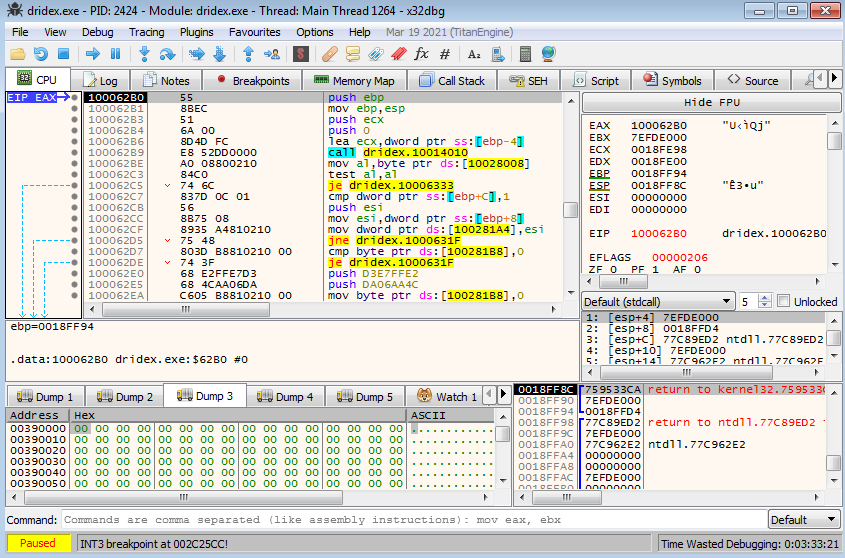 dridex.exe - PID: 2424 - Module: dridex.exe - Thread: Main Thread 1264 - x32dbg
File View Debug Tracing Plugins Favourites Options Help Mar 19 2021 (TitanEngine)
CPU Log Notes Breakpoints Memory Map Call Stack SEH Script Symbols Source
EIP EAX 100062B0 55 push ebp
100062B1 8BEC mov ebp,esp
100062B3 51 push ecx
100062B4 6A 00 push 0
100062B6 8D4D FC lea ecx,dword ptr ss:[ebp-4]
100062B9 E8 52DD0000 call dridex.10014010
100062BE A0 08800210 mov al,byte ptr ds:[10028008]
100062C3 84C0 test al,al
100062C5 74 6C je dridex.10006333
100062C7 837D 0C 01 cmp dword ptr ss:[ebp+C],1
100062CB 56 push esi
100062CC 8B75 08 mov esi,dword ptr ss:[ebp+8]
100062CF 8935 A4810210 mov dword ptr ds:[100281A4],esi
100062D5 75 48 jne dridex.1000631F
100062D7 803D B8810210 00 cmp byte ptr ds:[100281B8],0
100062DE 74 3F je dridex.1000631F
100062E0 68 E2FFE7D3 push D3E7FFE2
100062E5 68 4CAA06DA push DA06AA4C
100062EA C605 B8810210 00 mov byte ptr ds:[100281B8],0
Hide FPU
EAX 100062B0 "U‹ìQj"
EBX 7EFDE000
ECX 0018FE98
EDX 0018FE00
EBP 0018FF94
ESP 0018FF8C "Ê3•u"
ESI 00000000
EDI 00000000
EIP 100062B0 dridex.100062B0
EFLAGS 00000206
ZF 0 PF 1 AF 0
Default (stdcall) 5 Unlocked
1: [esp+4] 7EFDE000
2: [esp+8] 0018FFD4
3: [esp+C] 77C89ED2 ntdll.77C89ED2
4: [esp+10] 7EFDE000
5: [esp+14] 77C962E2 ntdll.77C962E2
ebp=0018FF94
.data:100062B0 dridex.exe:$62B0 #0
Dump 1 Dump 2 Dump 3 Dump 4 Dump 5 Watch 1
Address Hex ASCII
00390000 00 00 00 00 00 00 00 00 00 00 00 00 00 00 00 00 ............
00390010 00 00 00 00 00 00 00 00 00 00 00 00 00 00 00 00 ............
00390020 00 00 00 00 00 00 00 00 00 00 00 00 00 00 00 00 ............
00390030 00 00 00 00 00 00 00 00 00 00 00 00 00 00 00 00 ............
00390040 00 00 00 00 00 00 00 00 00 00 00 00 00 00 00 00 ............
00390050 00 00 00 00 00 00 00 00 00 00 00 00 00 00 00 00 ............
0018FF8C 759533CA return to kernel32.759533C
0018FF90 7EFDE000
0018FF94 0018FFD4
0018FF98 77C89ED2 return to ntdll.77C89ED2
0018FF9C 7EFDE000
0018FFA0 77C962E2 ntdll.77C962E2
0018FFA4 00000000
0018FFA8 00000000
0018FFAC 7EFDE000
0018FFB0 00000000
Command: Commands are comma separated (like assembly instructions): mov eax, ebx Default
Paused INT3 breakpoint at 002C25CC! Time Wasted Debugging: 0:03:33:21